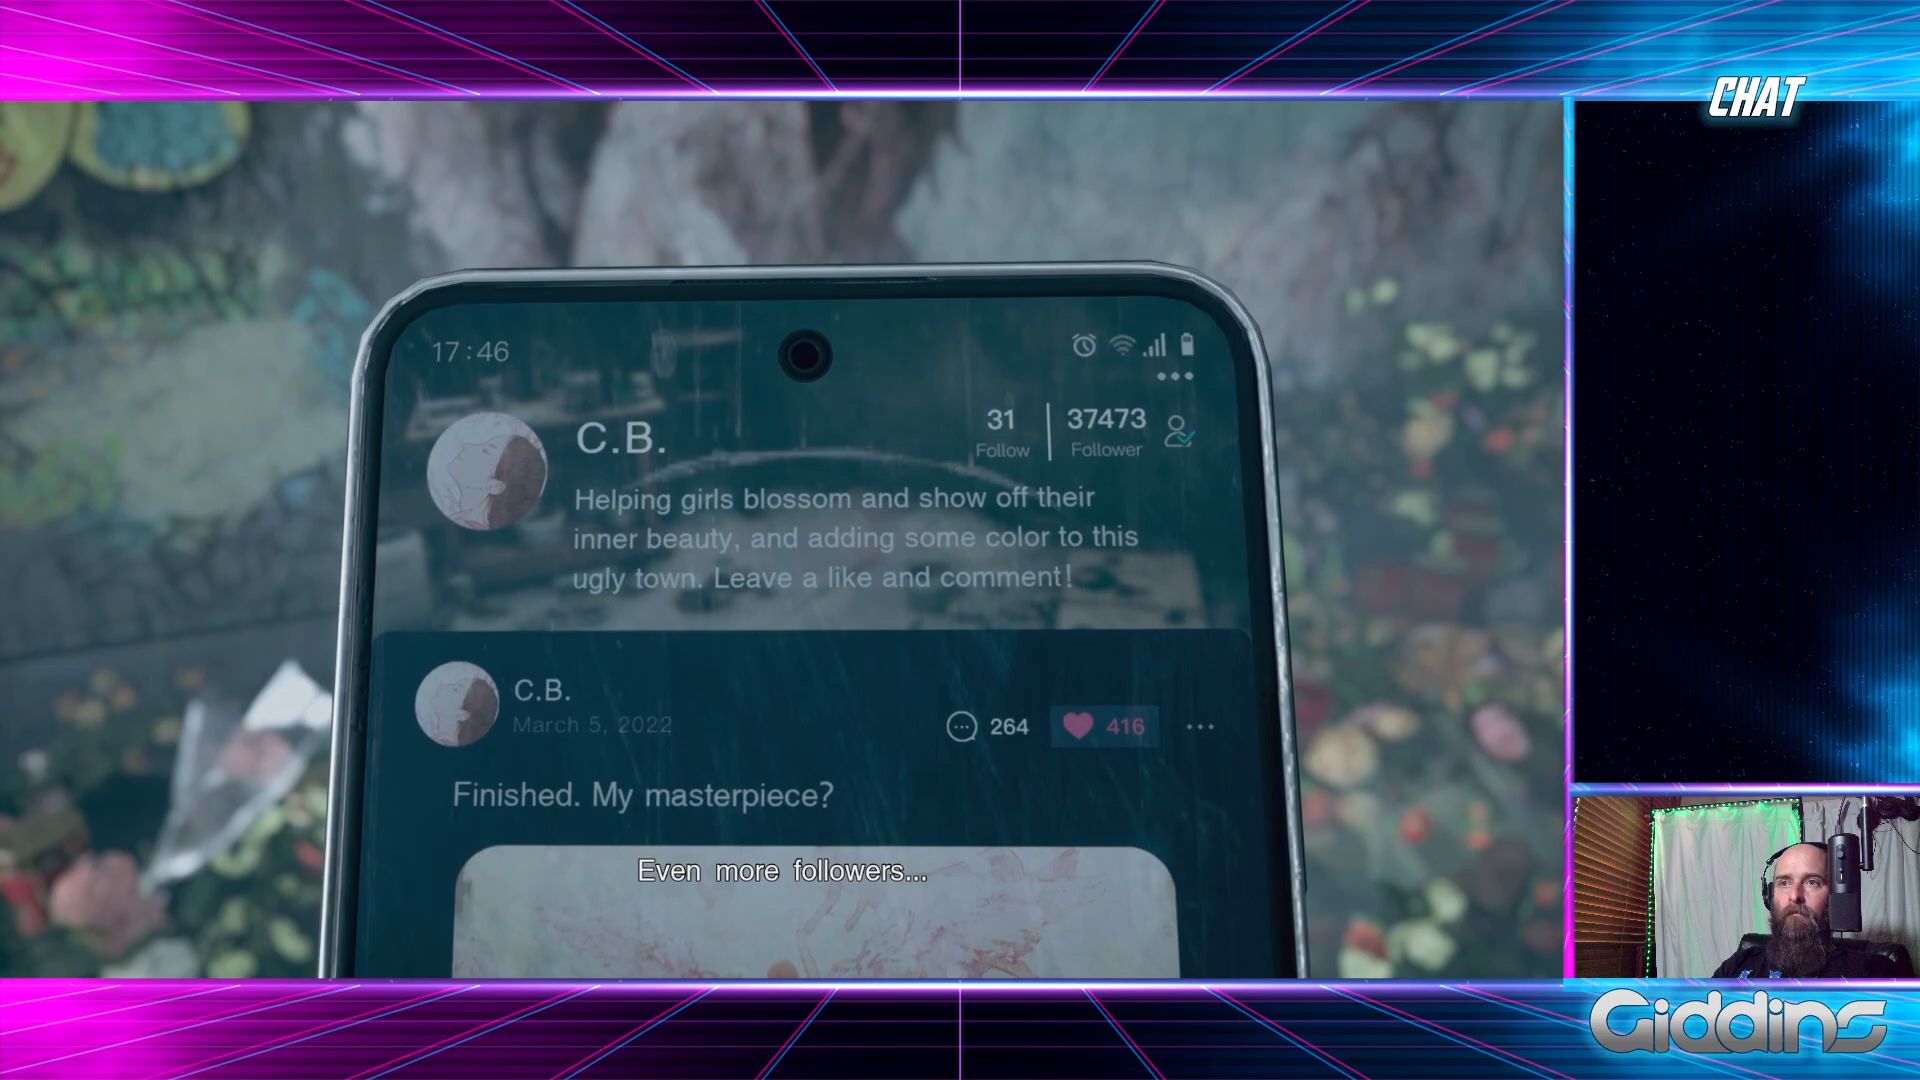 CHAT
17:46
C.B.
31
Follow
37473
Follower
Helping girls blossom and show off their
inner beauty, and adding some color to this
ugly town. Leave a like and comment!
C.B.
March 5, 2022
264
416
Finished. My masterpiece?
Even more followers...
Giddins